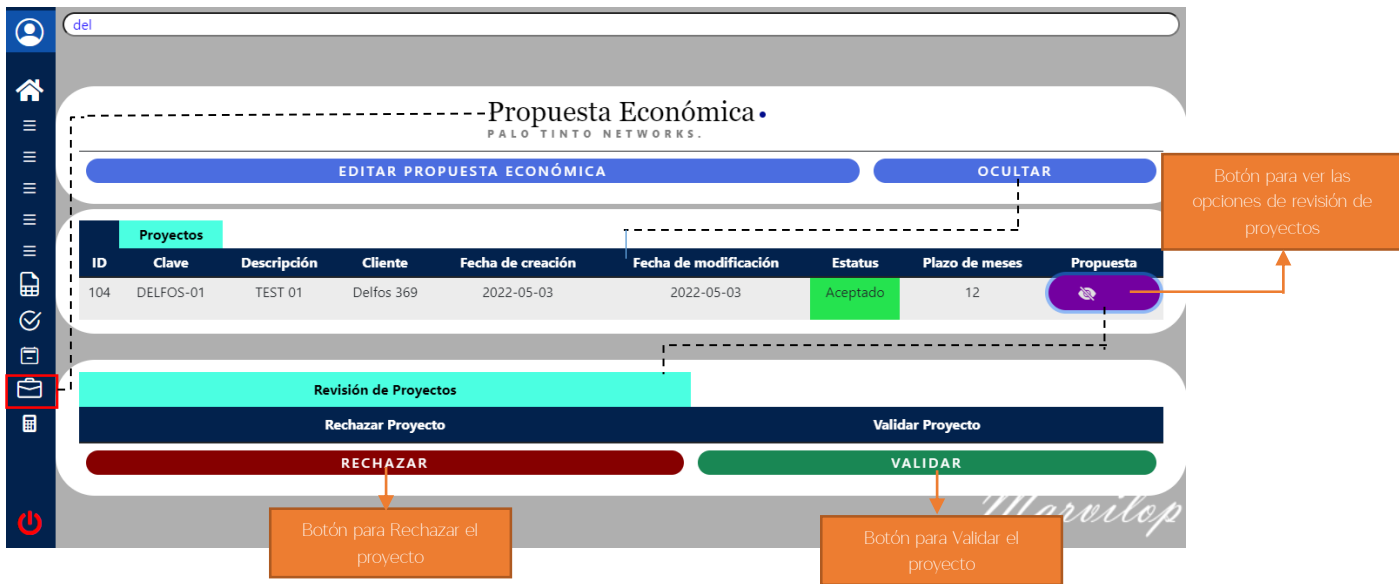 del
Propuesta Económica
PALO TINTO NETWORKS.
EDITAR PROPUESTA ECONÓMICA
OCULTAR
Botón para ver las
opciones de revisión de
proyectos
Proyectos
ID Clave Descripción Cliente Fecha de creación Fecha de modificación Estatus Plazo de meses Propuesta
104 DELFOS-01 TEST 01 Delfos 369 2022-05-03 2022-05-03 Aceptado 12
Revisión de Proyectos
Rechazar Proyecto Validar Proyecto
RECHAZAR VALIDAR
Marvilop
Botón para Rechazar el
proyecto
Botón para Validar el
proyecto